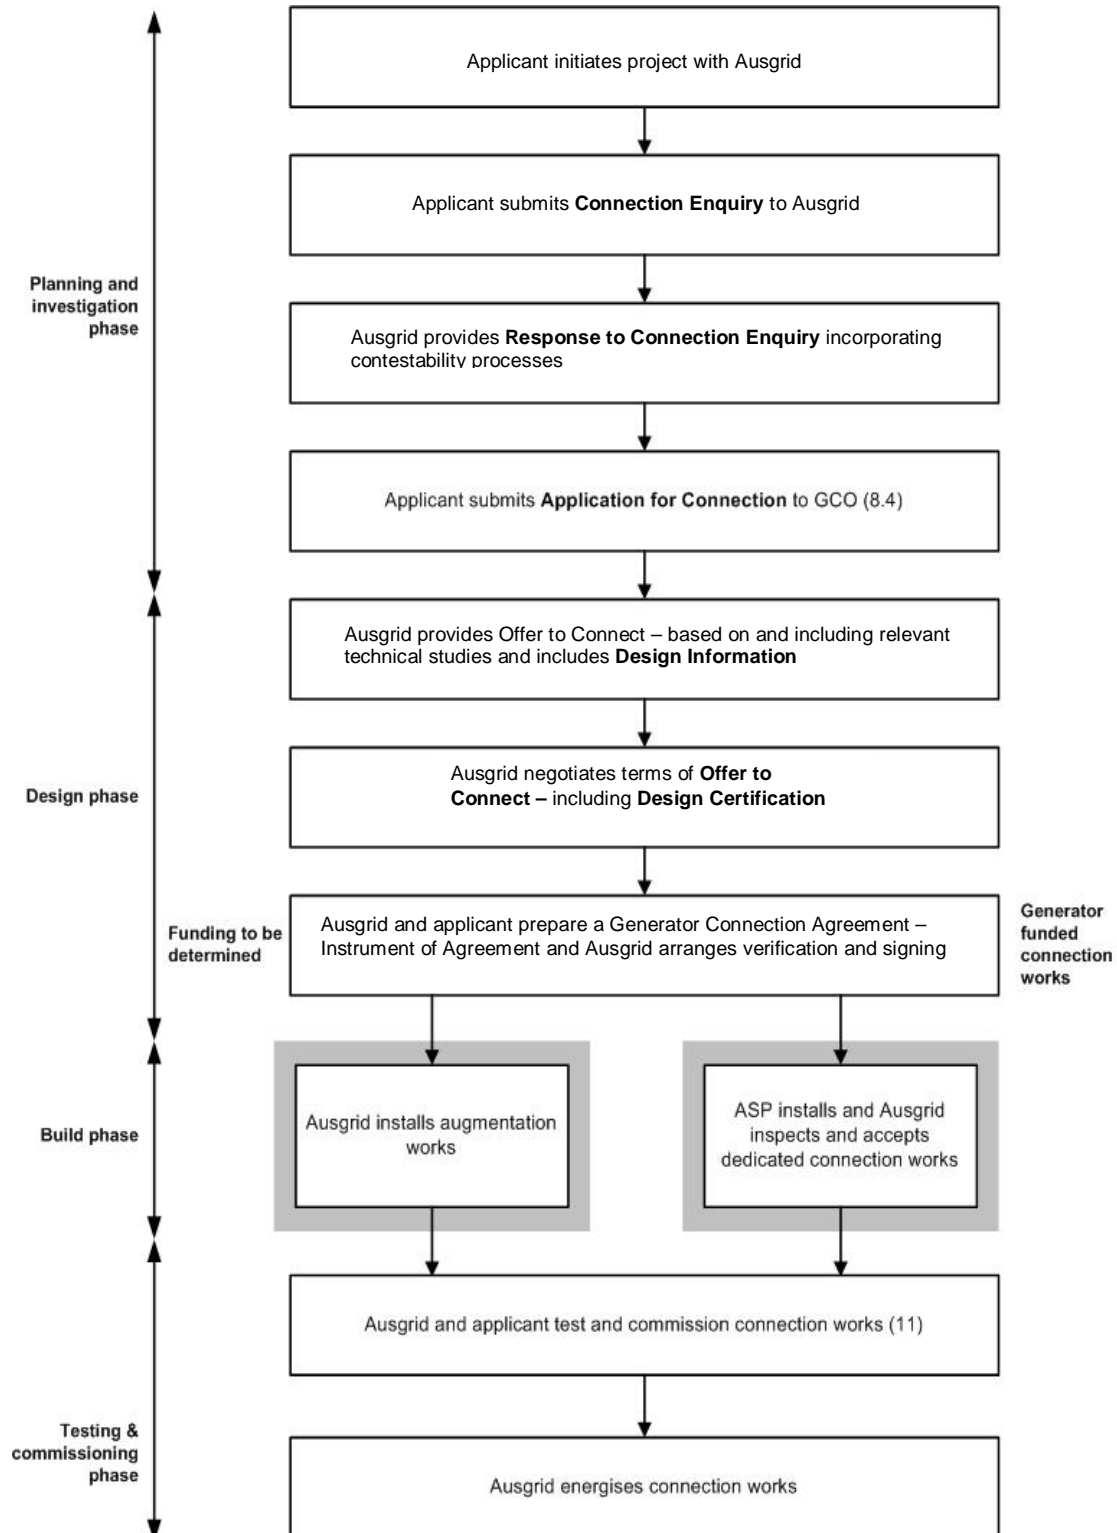 Applicant initiates project with Ausgrid
Applicant submits Connection Enquiry to Ausgrid
Planning and
investigation
phase
Ausgrid provides Response to Connection Enquiry incorporating
contestability processes
Applicant submits Application for Connection to GCO (8.4)
Ausgrid provides Offer to Connect – based on and including relevant
technical studies and includes Design Information
Design phase
Ausgrid negotiates terms of Offer to
Connect – including Design Certification
Funding to be
determined
Ausgrid and applicant prepare a Generator Connection Agreement –
Instrument of Agreement and Ausgrid arranges verification and signing
Generator
funded
connection
works
Build phase
Ausgrid installs augmentation
works
ASP installs and Ausgrid
inspects and accepts
dedicated connection works
Ausgrid and applicant test and commission connection works (11)
Testing &
commissioning
phase
Ausgrid energises connection works